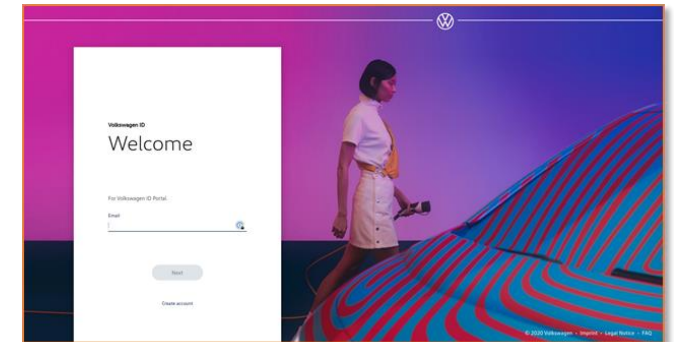 Volkswagen ID
Welcome
For Volkswagen ID Portal.
Email
Next
Create account
© 2020 Volkswagen • Imprint • Legal Notice • FAQ